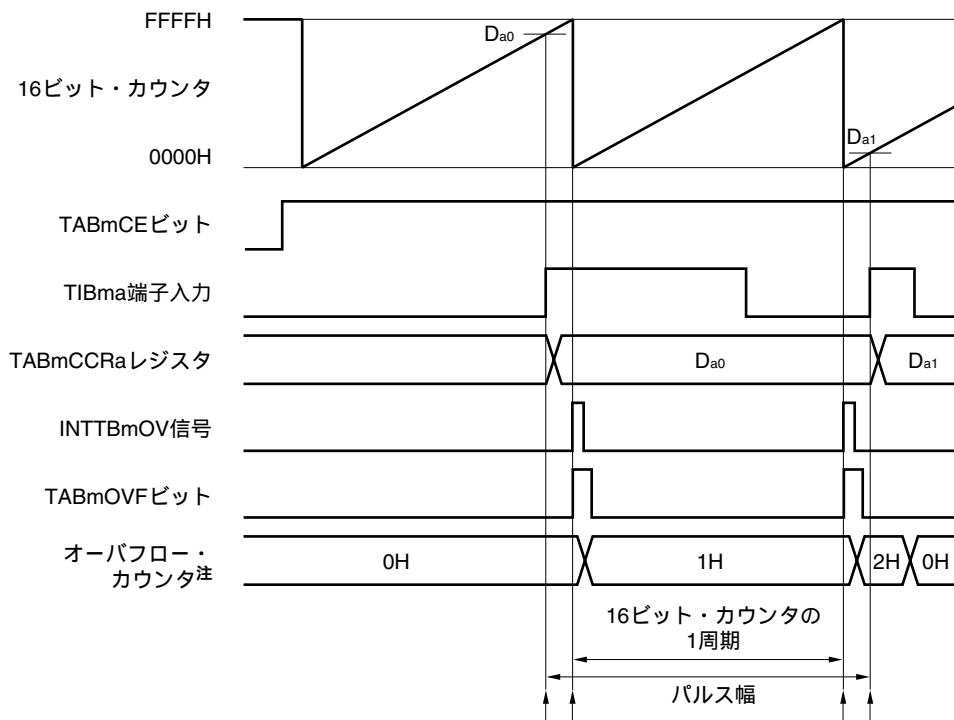 FFFFH
Da0
16ビット・カウンタ
Da1
0000H
TABmCEビット
TIBma端子入力
TABmCCRaレジスタ
Da0
Da1
INTTBmOV信号
TABmOVFビット
オーバフロー・
カウンタ注
0H
1H
2H
0H
16ビット・カウンタの
1周期
パルス幅